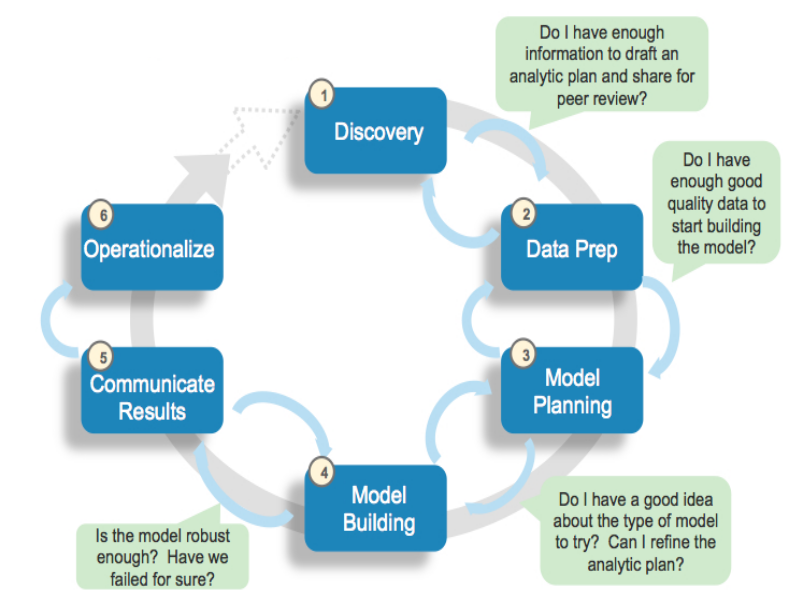 Do I have enough
information to draft an
analytic plan and share for
peer review?
1
Discovery
Do I have
enough good
quality data to
start building
the model?
2
Data Prep
6
Operationalize
3
Model
Planning
5
Communicate
Results
4
Model
Building
Do I have a good idea
about the type of model
to try? Can I refine the
analytic plan?
Is the model robust
enough? Have we
failed for sure?